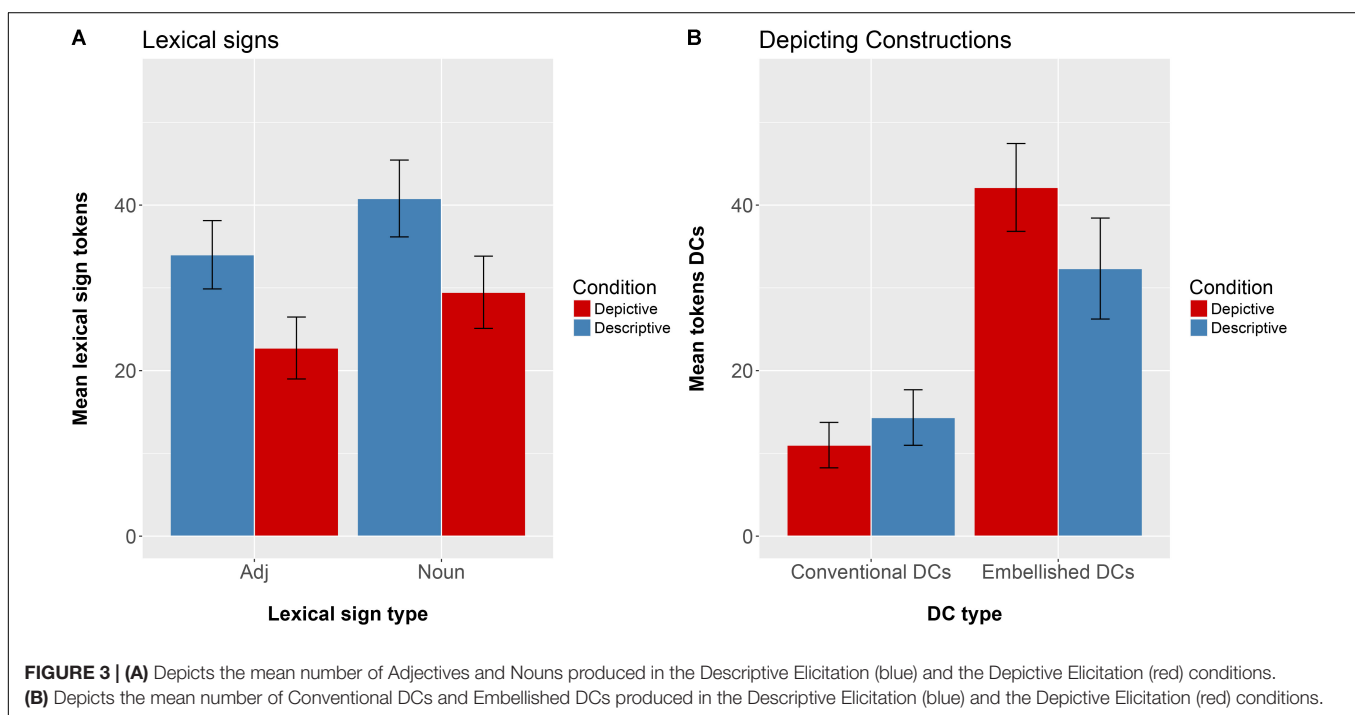 A Lexical signs
Mean lexical sign tokens
40
20
0
Adj Noun
Lexical sign type
Condition
Depictive
Descriptive
B Depicting Constructions
Mean tokens DCs
40
20
0
Conventional DCs Embellished DCs
DC type
Condition
Depictive
Descriptive
FIGURE 3 | (A) Depicts the mean number of Adjectives and Nouns produced in the Descriptive Elicitation (blue) and the Depictive Elicitation (red) conditions.
(B) Depicts the mean number of Conventional DCs and Embellished DCs produced in the Descriptive Elicitation (blue) and the Depictive Elicitation (red) conditions.